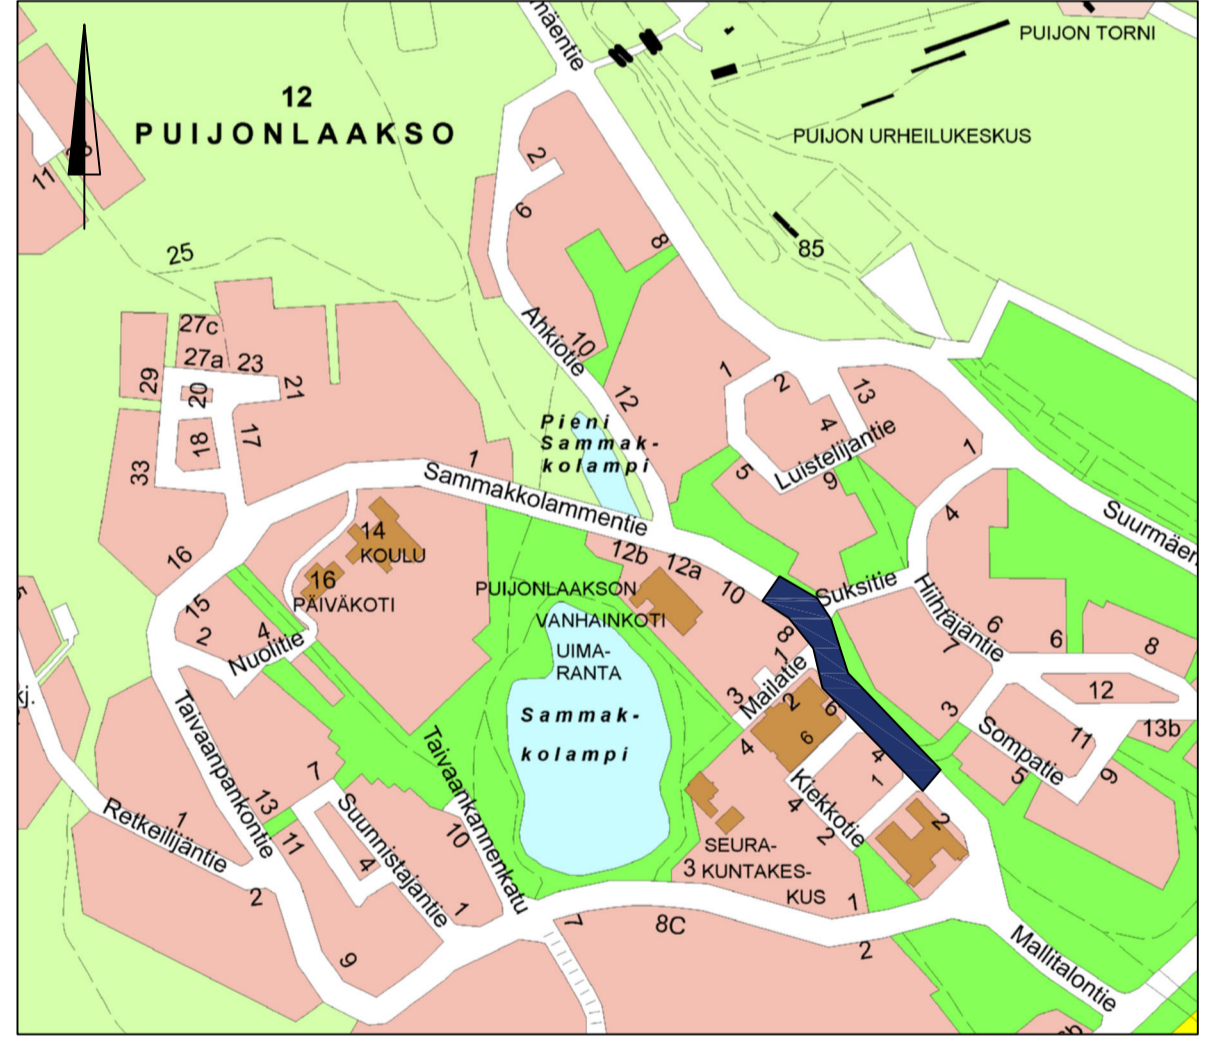 mäentie
PUIJON TORNI
12
PUIJONLAAKSO
PUIJON URHEILUKESKUS
11
2
6
8
85
25
Ahkiotie
10
27c
27a
23
29
20
21
18
17
33
12
1
2
13
4
Luistelijantie
5
9
1
Pieni
Sammak-
kolampi
1
Sammakkolammentie
4
Suurmäen
14
KOULU
16
16
PÄIVÄKOTI
12b
12a
10
PUIJONLAAKSON
VANHAINKOTI
Suksitie
Hiihtäjäntie
15
2
4
Nuolitie
UIMA-
RANTA
8
1
6
6
8
7
kj.
Taivaanpankontie
3
Mailatie
2
6
12
Sammak-
kolampi
4
6
3
Sompatie
11
13b
Taivaankannenkatu
4
1
5
9
7
13
Kiekkotie
4
2
2
Retkeilijäntie
1
11
Suunnistajantie
4
10
SEURA-
3 KUNTAKES-
KUS
2
1
1
7
8C
2
9
Mallitalontie